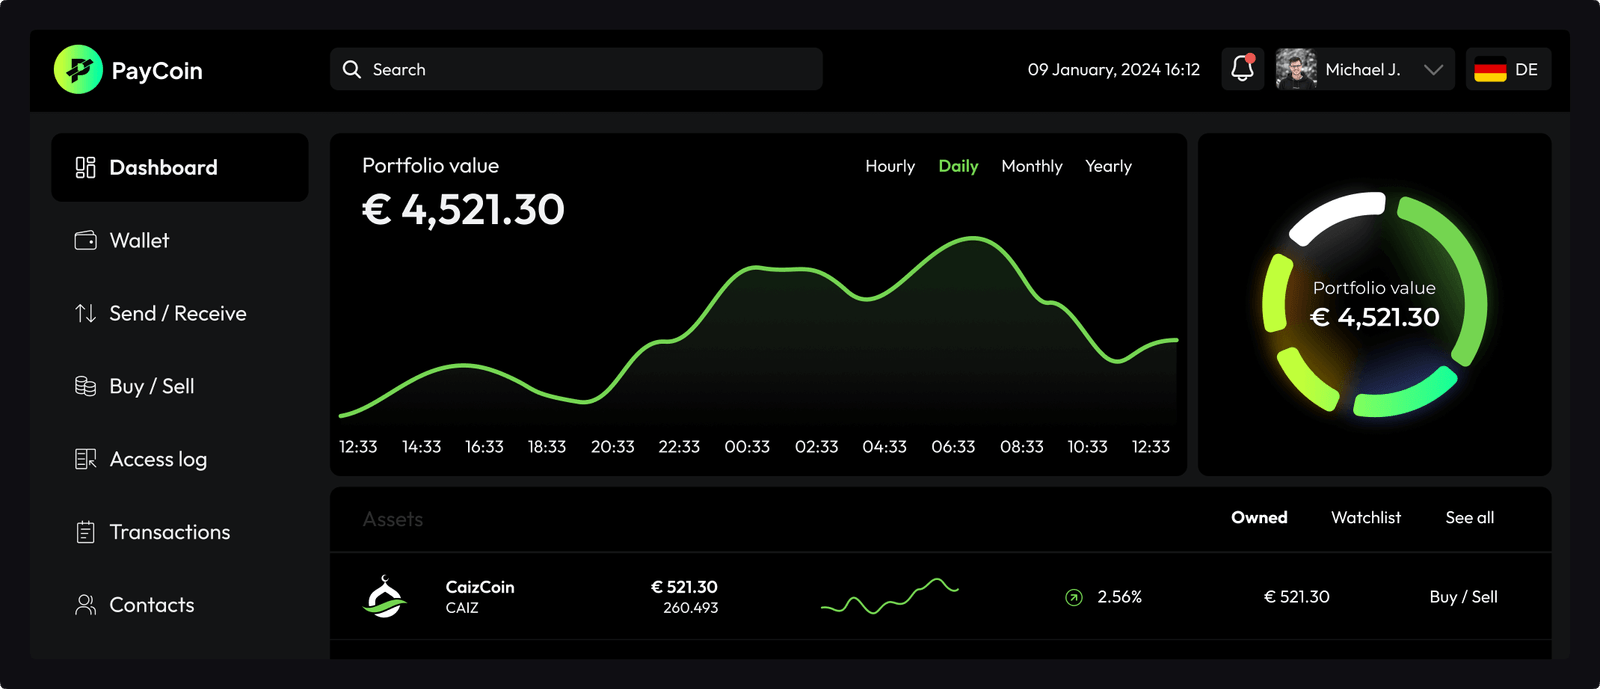 PayCoin
Search
09 January, 2024 16:12
Michael J.
DE
Dashboard
Wallet
Send / Receive
Buy / Sell
Access log
Transactions
Contacts
Portfolio value
€ 4,521.30
Hourly Daily Monthly Yearly
12:33 14:33 16:33 18:33 20:33 22:33 00:33 02:33 04:33 06:33 08:33 10:33 12:33
Portfolio value
€ 4,521.30
Assets
Owned Watchlist See all
CaizCoin
CAIZ
€ 521.30
260.493
2.56%
€ 521.30
Buy / Sell